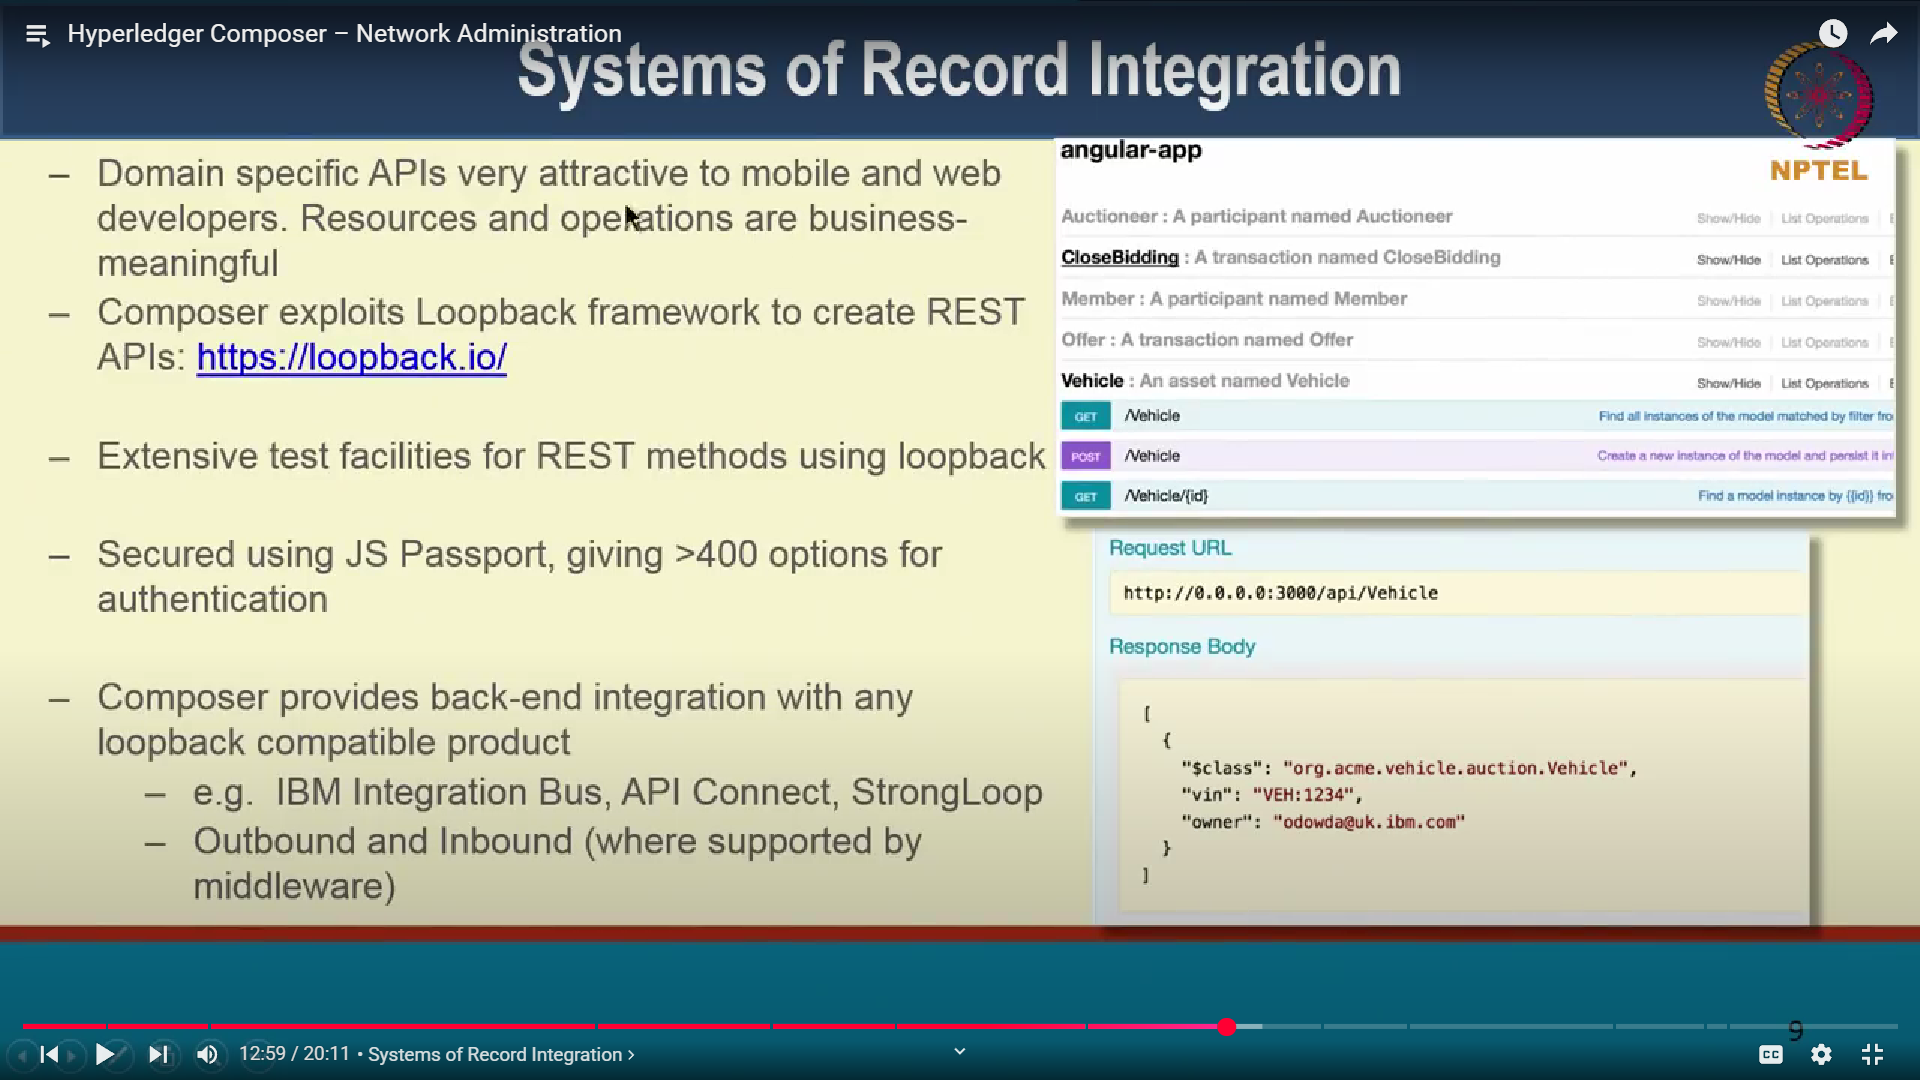 Hyperledger Composer – Network Administration
Systems of Record Integration
NPTEL
– Domain specific APIs very attractive to mobile and web
developers. Resources and operations are business-
meaningful
– Composer exploits Loopback framework to create REST
APIs: https://loopback.io/
– Extensive test facilities for REST methods using loopback
– Secured using JS Passport, giving >400 options for
authentication
– Composer provides back-end integration with any
loopback compatible product
– e.g. IBM Integration Bus, API Connect, StrongLoop
– Outbound and Inbound (where supported by
middleware)
angular-app
Auctioneer : A participant named Auctioneer Show/Hide List Operations
CloseBidding : A transaction named CloseBidding Show/Hide List Operations
Member : A participant named Member Show/Hide List Operations
Offer : A transaction named Offer Show/Hide List Operations
Vehicle : An asset named Vehicle Show/Hide List Operations
GET /Vehicle Find all instances of the model matched by filter fro
POST /Vehicle Create a new instance of the model and persist it in
GET /Vehicle/{id} Find a model instance by {{id}} fro
Request URL
http://0.0.0.0:3000/api/Vehicle
Response Body
[
{
"$class": "org.acme.vehicle.auction.Vehicle",
"vin": "VEH:1234",
"owner": "odowda@uk.ibm.com"
}
]
9
12:59 / 20:11 • Systems of Record Integration ›
CC